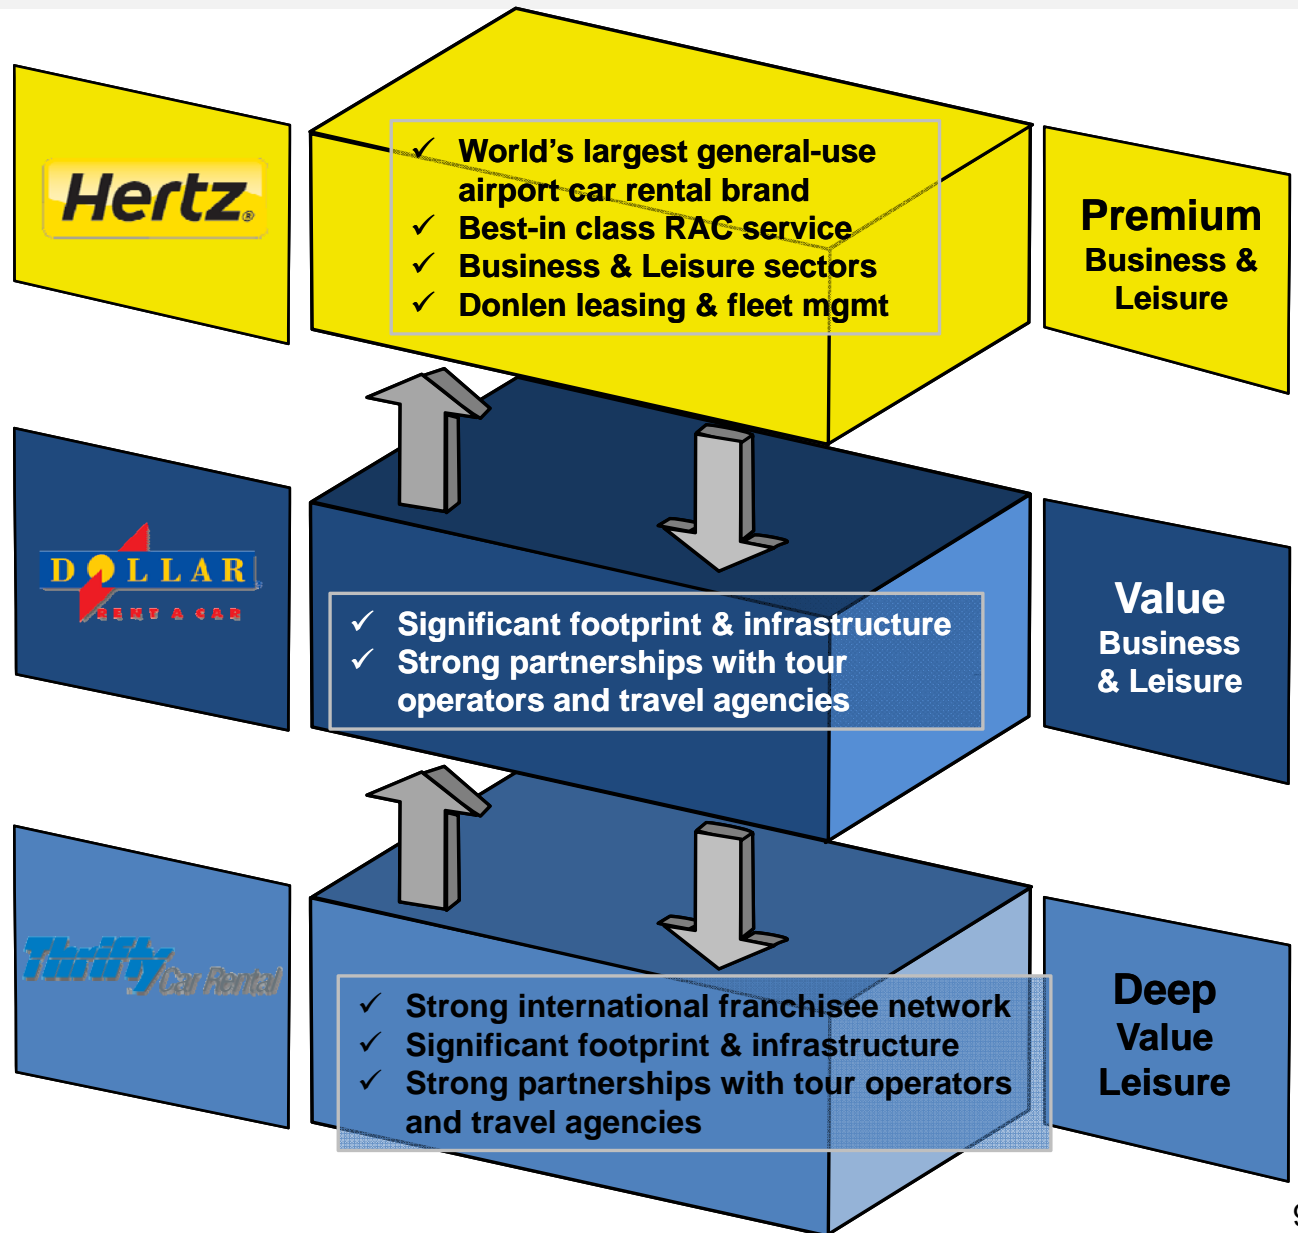 Hertz®
✓ World's largest general-use
airport car rental brand
✓ Best-in class RAC service
✓ Business & Leisure sectors
✓ Donlen leasing & fleet mgmt
Premium
Business &
Leisure
DOLLAR
RENT A CAR
✓ Significant footprint & infrastructure
✓ Strong partnerships with tour
operators and travel agencies
Value
Business
& Leisure
Thrifty Car Rental
✓ Strong international franchisee network
✓ Significant footprint & infrastructure
✓ Strong partnerships with tour operators
and travel agencies
Deep
Value
Leisure
9